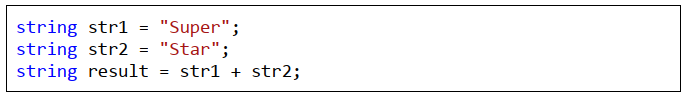 string str1 = "Super";
string str2 = "Star";
string result = str1 + str2;